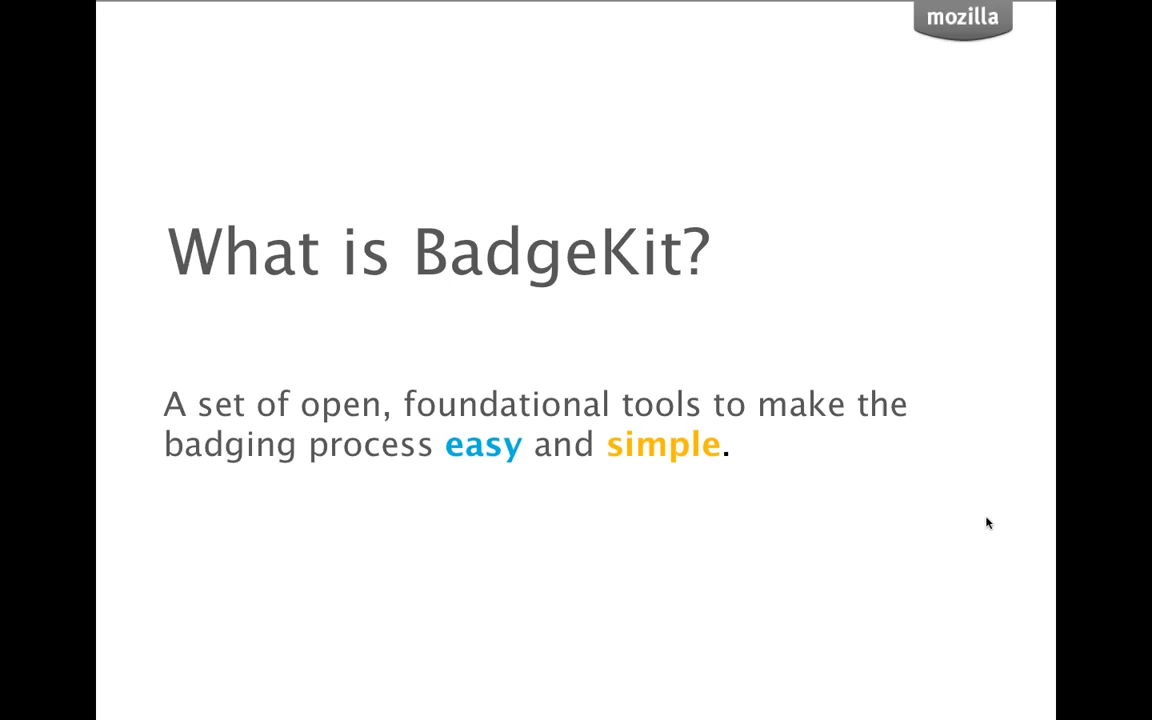 mozilla
What is BadgeKit?
A set of open, foundational tools to make the
badging process easy and simple.